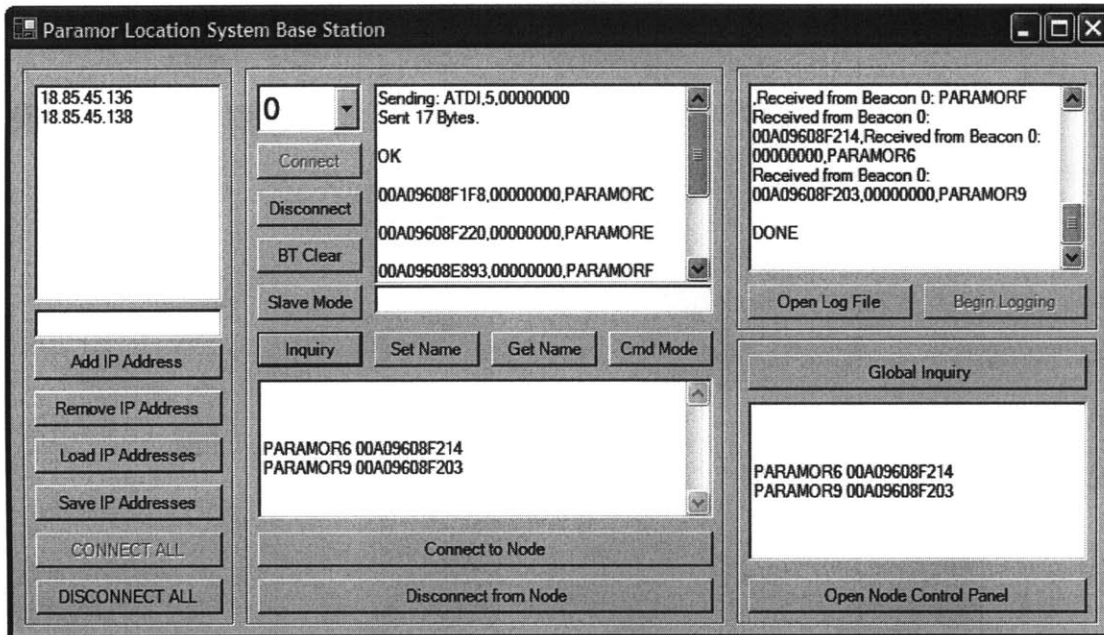 Paramor Location System Base Station
18.85.45.136
18.85.45.138
Add IP Address
Remove IP Address
Load IP Addresses
Save IP Addresses
CONNECT ALL
DISCONNECT ALL
0
Connect
Disconnect
BT Clear
Slave Mode
Sending: ATDI,5,00000000
Sent 17 Bytes.
OK
00A09608F1F8,00000000,PARAMORC
00A09608F220,00000000,PARAMORE
00A09608E893,00000000,PARAMORF
Inquiry
Set Name
Get Name
Cmd Mode
PARAMOR6 00A09608F214
PARAMOR9 00A09608F203
Connect to Node
Disconnect from Node
,Received from Beacon 0: PARAMORF
Received from Beacon 0:
00A09608F214,Received from Beacon 0:
00000000,PARAMOR6
Received from Beacon 0:
00A09608F203,00000000,PARAMOR9
DONE
Open Log File
Begin Logging
Global Inquiry
PARAMOR6 00A09608F214
PARAMOR9 00A09608F203
Open Node Control Panel